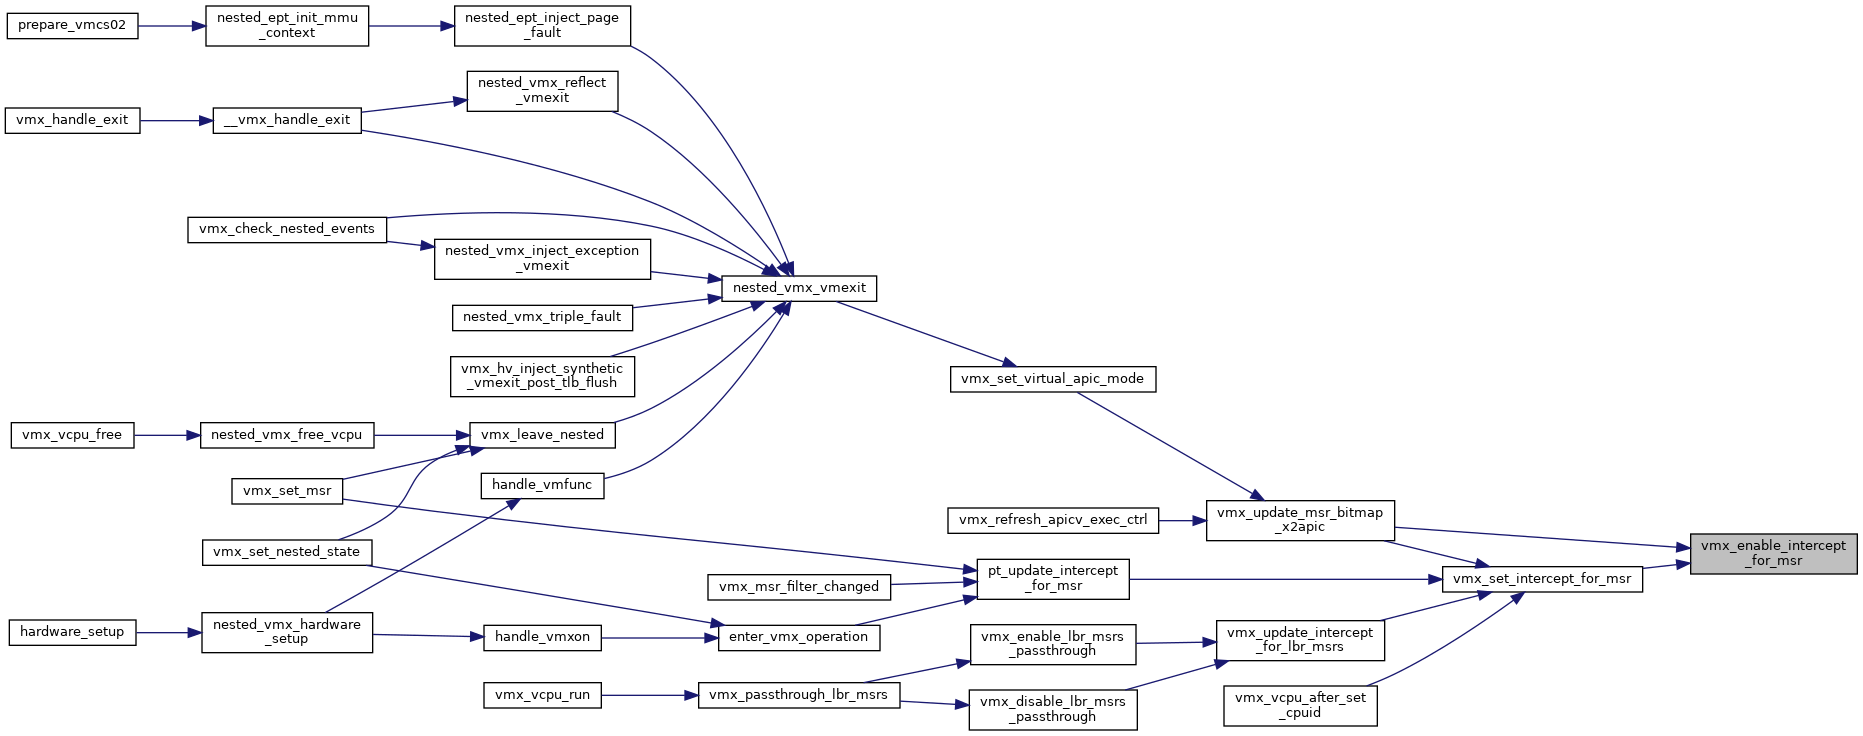 prepare_vmcs02
nested_ept_init_mmu
_context
nested_ept_inject_page
_fault
nested_vmx_reflect
_vmexit
vmx_handle_exit
__vmx_handle_exit
vmx_check_nested_events
nested_vmx_inject_exception
_vmexit
nested_vmx_vmexit
nested_vmx_triple_fault
vmx_hv_inject_synthetic
_vmexit_post_tlb_flush
vmx_set_virtual_apic_mode
vmx_vcpu_free
nested_vmx_free_vcpu
vmx_leave_nested
vmx_set_msr
handle_vmfunc
vmx_refresh_apicv_exec_ctrl
vmx_update_msr_bitmap
_x2apic
vmx_enable_intercept
_for_msr
vmx_set_nested_state
vmx_msr_filter_changed
pt_update_intercept
_for_msr
vmx_set_intercept_for_msr
hardware_setup
nested_vmx_hardware
_setup
handle_vmxon
enter_vmx_operation
vmx_enable_lbr_msrs
_passthrough
vmx_update_intercept
_for_lbr_msrs
vmx_vcpu_run
vmx_passthrough_lbr_msrs
vmx_disable_lbr_msrs
_passthrough
vmx_vcpu_after_set
_cpuid